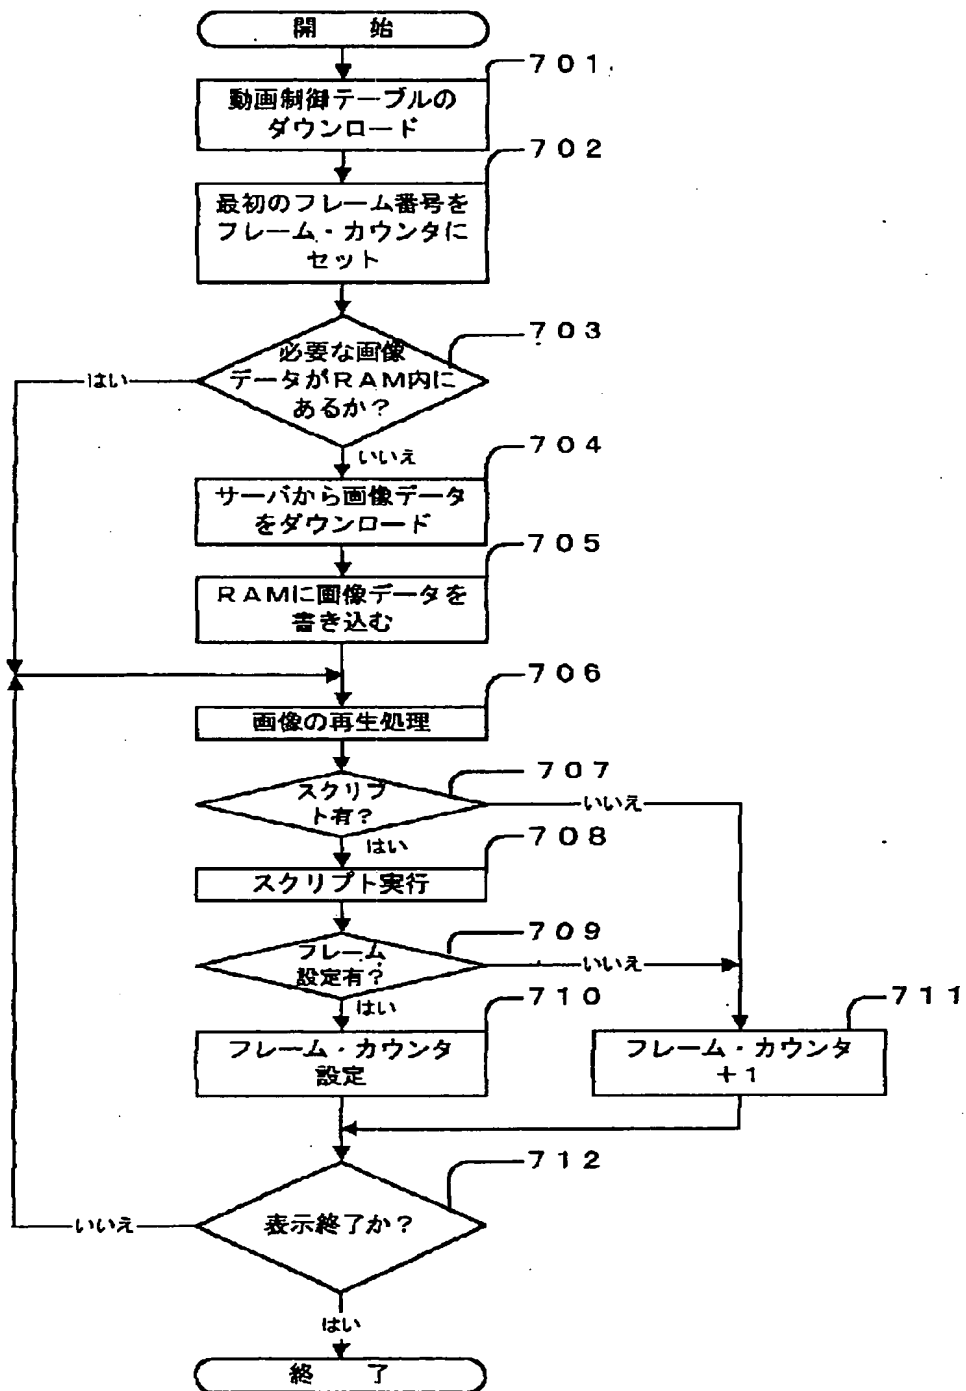 開 始
701
動画制御テーブルの
ダウンロード
702
最初のフレーム番号を
フレーム・カウンタに
セット
703
必要な画像
データがRAM内に
あるか？
はい
いいえ
704
サーバから画像データ
をダウンロード
705
RAMに画像データを
書き込む
706
画像の再生処理
707
スクリプ
ト有？
いいえ
はい
708
スクリプト実行
709
フレーム
設定有？
いいえ
はい
710
フレーム・カウンタ
設定
711
フレーム・カウンタ
＋1
712
表示終了か？
いいえ
はい
終 了